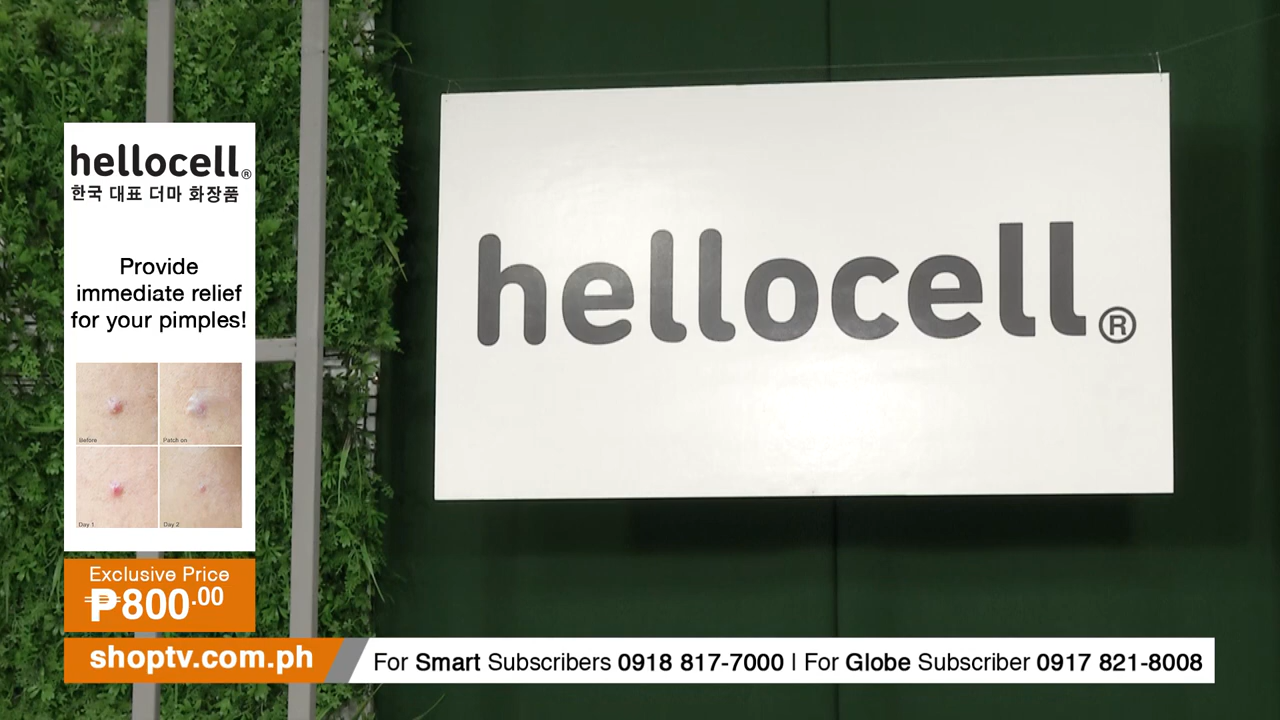 hellocell®
한국 대표 더마 화장품
Provide
immediate relief
for your pimples!
Before
Patch on
Day 1
Day 2
Exclusive Price
₱800.00
shoptv.com.ph
For Smart Subscribers 0918 817-7000 | For Globe Subscriber 0917 821-8008
hellocell®